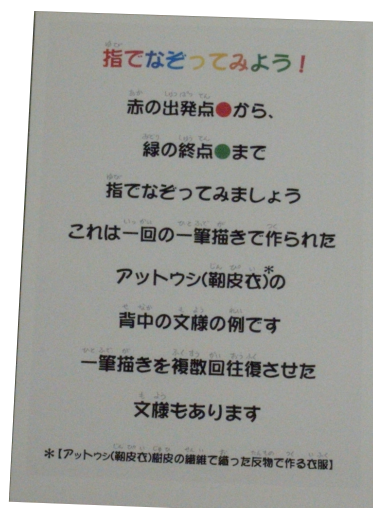 指でなぞってみよう！
赤の出発点●から、
緑の終点●まで
指でなぞってみましょう
これは一回の一筆描きで作られた
アットゥシ(靭皮衣)*の
背中の文様の例です
一筆描きを複数回往復させた
文様もあります
*【アットゥシ(靭皮衣)樹皮の繊維で織った反物で作る衣服】